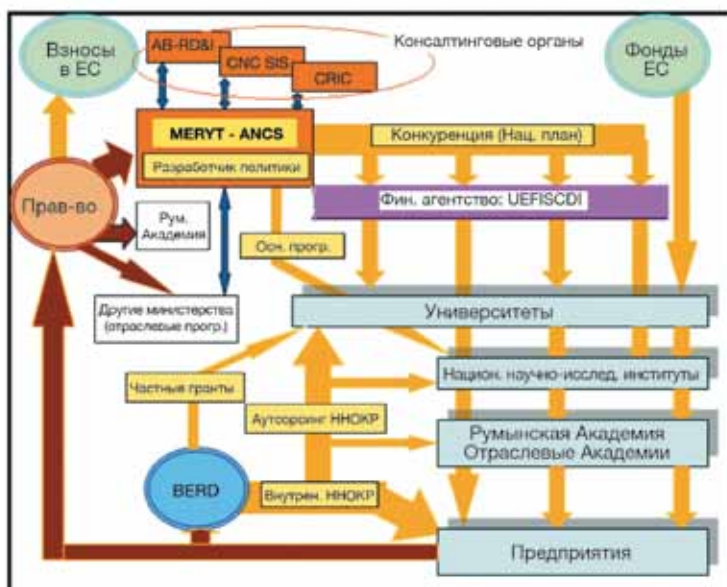 Взносы
в ЕС
AB-RD&I
CNC SIS
CRIC
Консалтинговые органы
Фонды
ЕС
MERYT - ANCS
Разработчик политики
Конкуренция (Нац. план)
Прав-во
Рум.
Академия
Фин. агентство: UEFISCDI
Осн. прогр.
Другие министерства
(отраслевые прогр.)
Университеты
Частные гранты
Национ. научно-исслед. институты
Аутсорсинг ННОКР
Румынская Академия
Отраслевые Академии
BERD
Внутрен. ННОКР
Предприятия